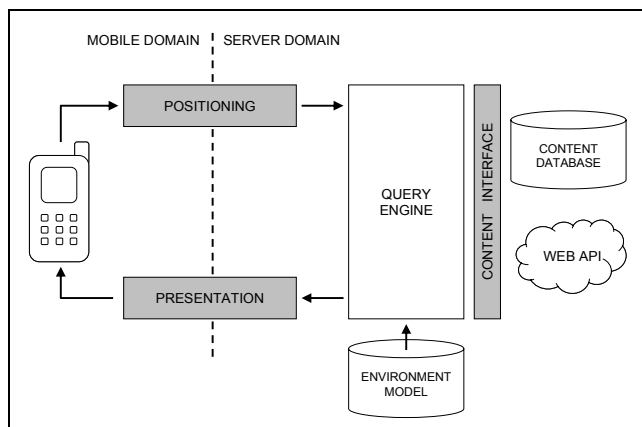 MOBILE DOMAIN
SERVER DOMAIN
POSITIONING
QUERY
ENGINE
CONTENT INTERFACE
CONTENT
DATABASE
WEB API
PRESENTATION
ENVIRONMENT
MODEL